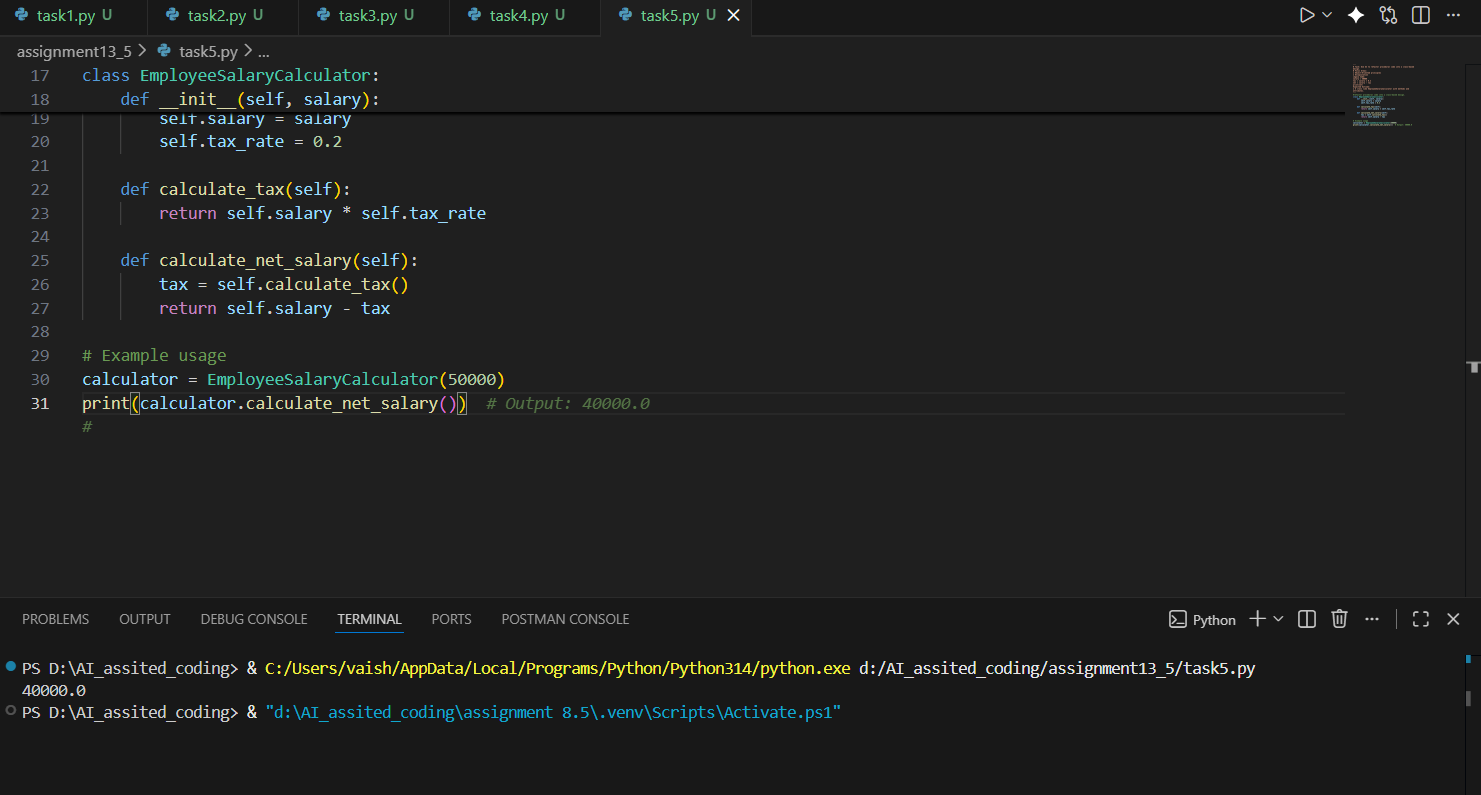 task1.py U task2.py U task3.py U task4.py U task5.py U
assignment13_5 > task5.py > ...
17 class EmployeeSalaryCalculator:
18     def __init__(self, salary):
19         self.salary = salary
20         self.tax_rate = 0.2
21
22     def calculate_tax(self):
23         return self.salary * self.tax_rate
24
25     def calculate_net_salary(self):
26         tax = self.calculate_tax()
27         return self.salary - tax
28
29 # Example usage
30 calculator = EmployeeSalaryCalculator(50000)
31 print(calculator.calculate_net_salary())  # Output: 40000.0
#
PROBLEMS OUTPUT DEBUG CONSOLE TERMINAL PORTS POSTMAN CONSOLE Python
PS D:\AI_assited_coding> & C:/Users/vaish/AppData/Local/Programs/Python/Python314/python.exe d:/AI_assited_coding/assignment13_5/task5.py
40000.0
PS D:\AI_assited_coding> & "d:\AI_assited_coding\assignment 8.5\.venv\Scripts\Activate.ps1"